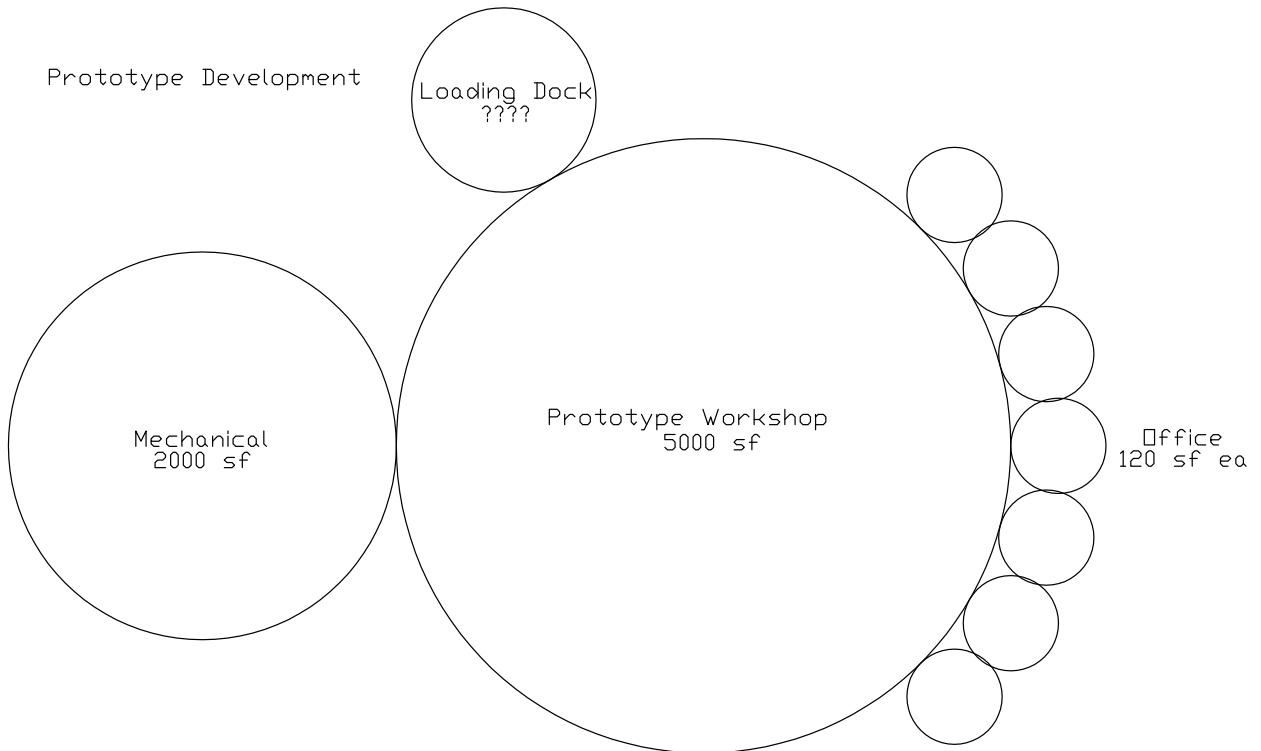 Prototype Development
Loading Dock
????
Prototype Workshop
5000 sf
Mechanical
2000 sf
Office
120 sf ea